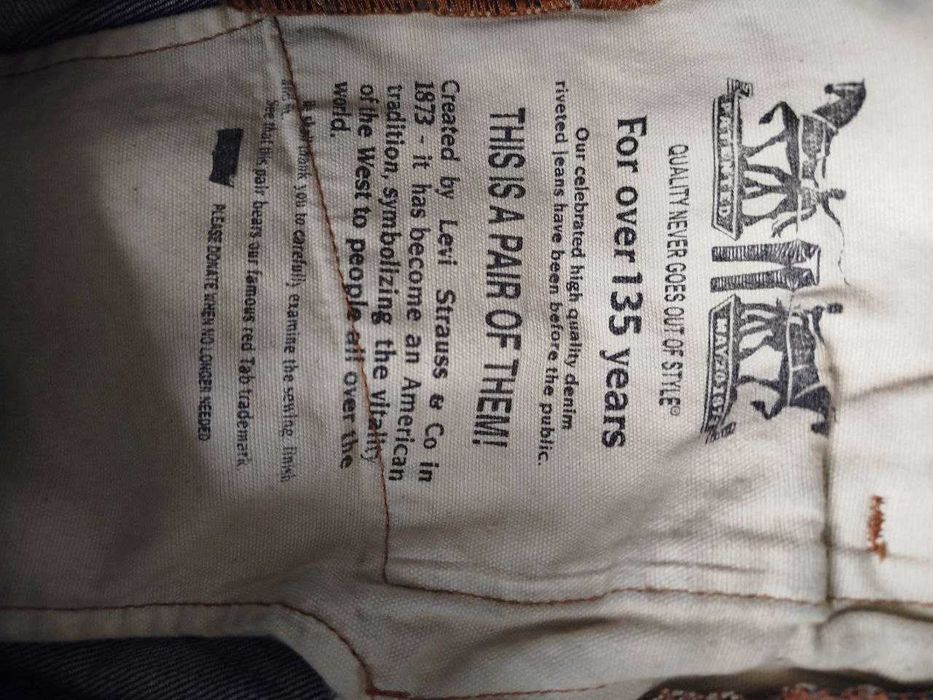 PATENTED
MAY 20 1873
QUALITY NEVER GOES OUT OF STYLE®
For over 135 years
Our celebrated high quality denim
riveted jeans have been before the public.
THIS IS A PAIR OF THEM!
Created by Levi Strauss & Co in
1873 - it has become an American
tradition, symbolizing the vitality
of the West to people all over the
world.
thank you to carefully examine the sewing finish
See that this pair bears our famous red Tab trademark
PLEASE DONATE WHEN NO LONGER NEEDED